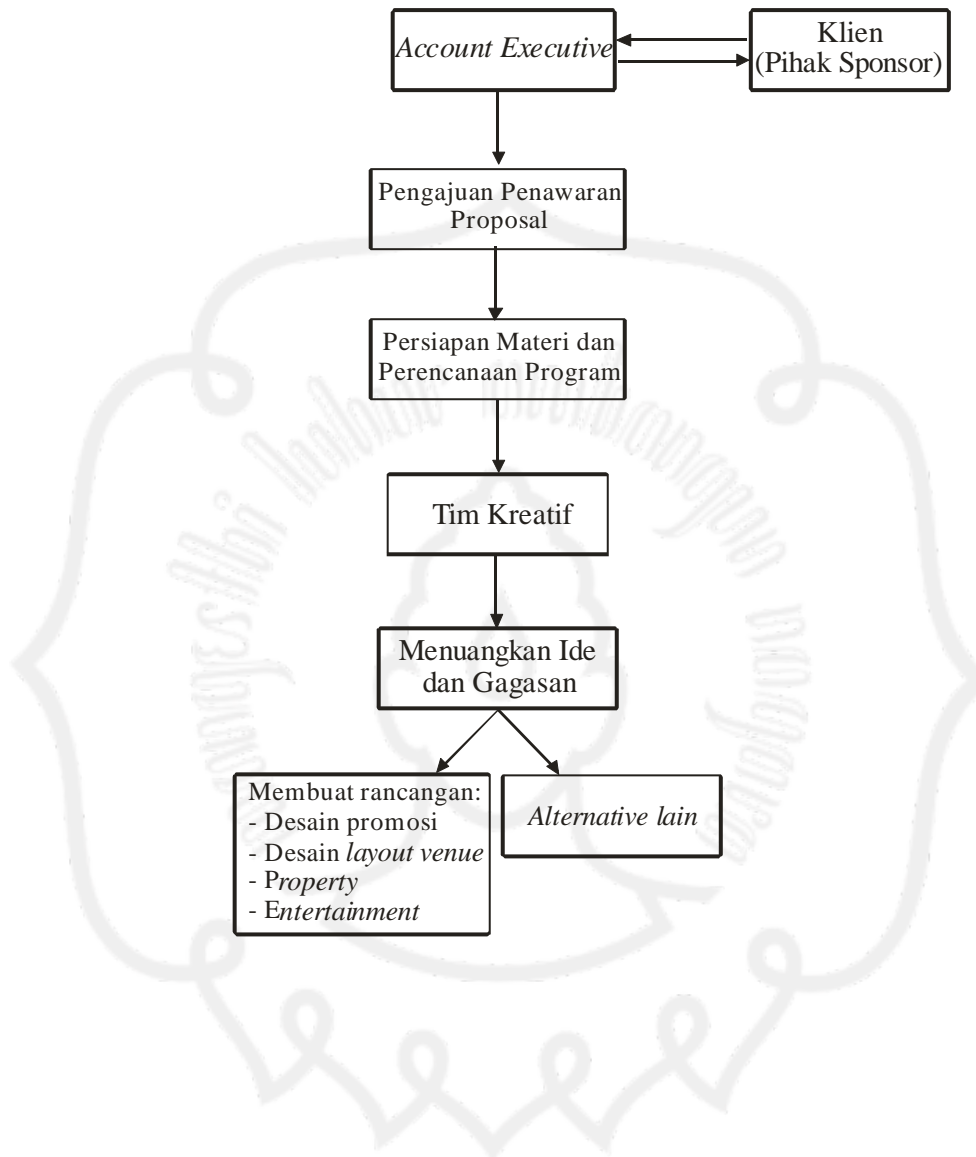 Account Executive
Klien
(Pihak Sponsor)
Pengajuan Penawaran
Proposal
Persiapan Materi dan
Perencanaan Program
Tim Kreatif
Menuangkan Ide
dan Gagasan
Membuat rancangan:
- Desain promosi
- Desain layout venue
- Property
- Entertainment
Alternative lain